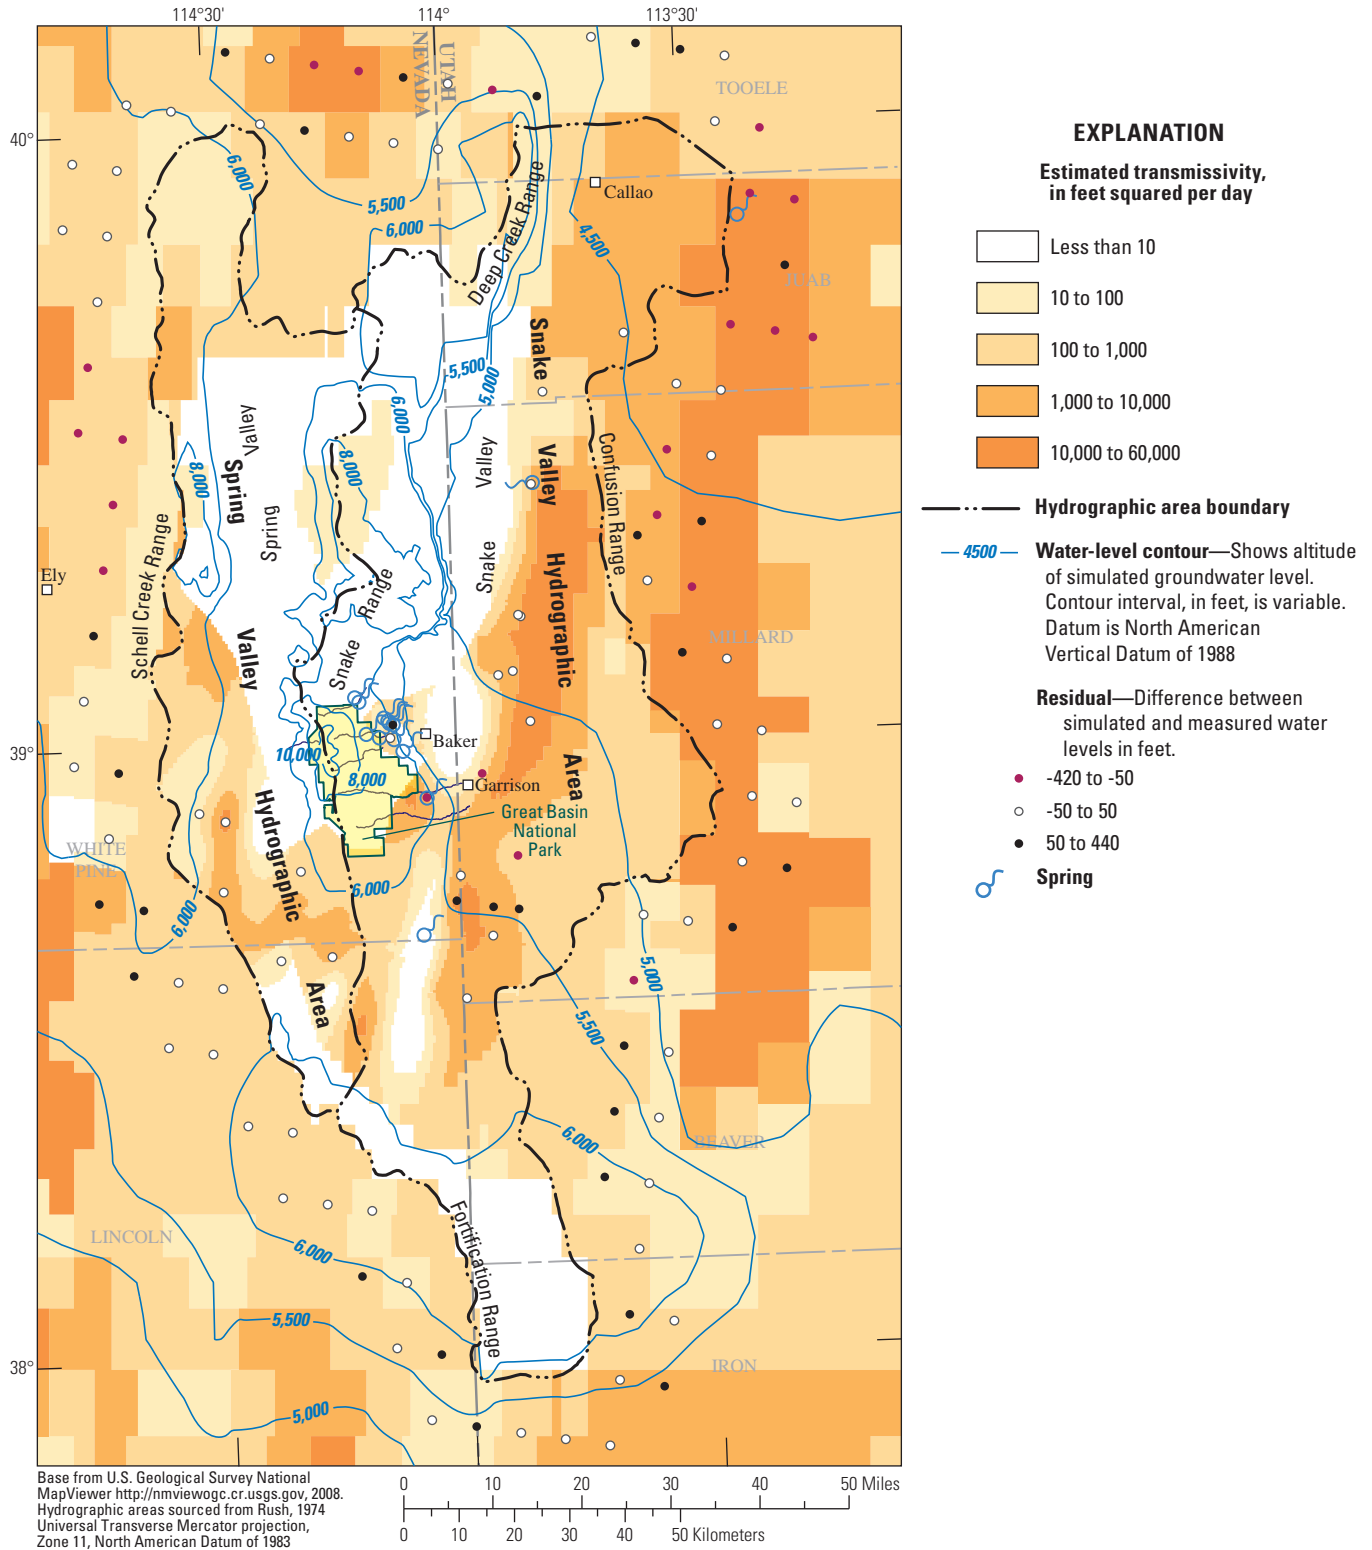 114°30'
114°
113°30'
UTAH
NEVADA
TOOELE
40°
6,000
5,500
6,000
Callao
4,500
Deep Creek Range
JUAB
Snake
5,500
5,000
6,000
Valley
Spring
8,000
8,000
Valley
Valley
Confusion Range
Spring
Snake
Hydrographic
Schell Creek Range
Ely
Range
Snake
Valley
MILLARD
39°
10,000
Baker
8,000
Area
Garrison
Great Basin
National
Park
Hydrographic
WHITE
PINE
6,000
6,000
5,000
Area
5,500
6,000
BEAVER
LINCOLN
Fortification Range
6,000
5,500
IRON
38°
5,000
EXPLANATION
Estimated transmissivity,
in feet squared per day
Less than 10
10 to 100
100 to 1,000
1,000 to 10,000
10,000 to 60,000
Hydrographic area boundary
4500
Water-level contour—Shows altitude
of simulated groundwater level.
Contour interval, in feet, is variable.
Datum is North American
Vertical Datum of 1988
Residual—Difference between
simulated and measured water
levels in feet.
-420 to -50
-50 to 50
50 to 440
Spring
Base from U.S. Geological Survey National
MapViewer http://nmviewogc.cr.usgs.gov, 2008.
Hydrographic areas sourced from Rush, 1974
Universal Transverse Mercator projection,
Zone 11, North American Datum of 1983
0 10 20 30 40 50 Miles
0 10 20 30 40 50 Kilometers